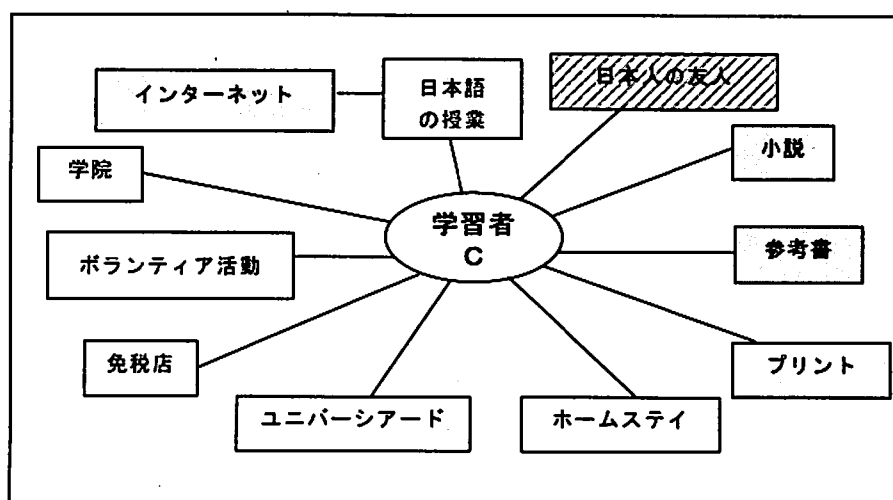 日本人の友人
インターネット
日本語
の授業
小説
学院
学習者
C
ボランティア活動
参考書
免税店
プリント
ユニバーシアード
ホームステイ